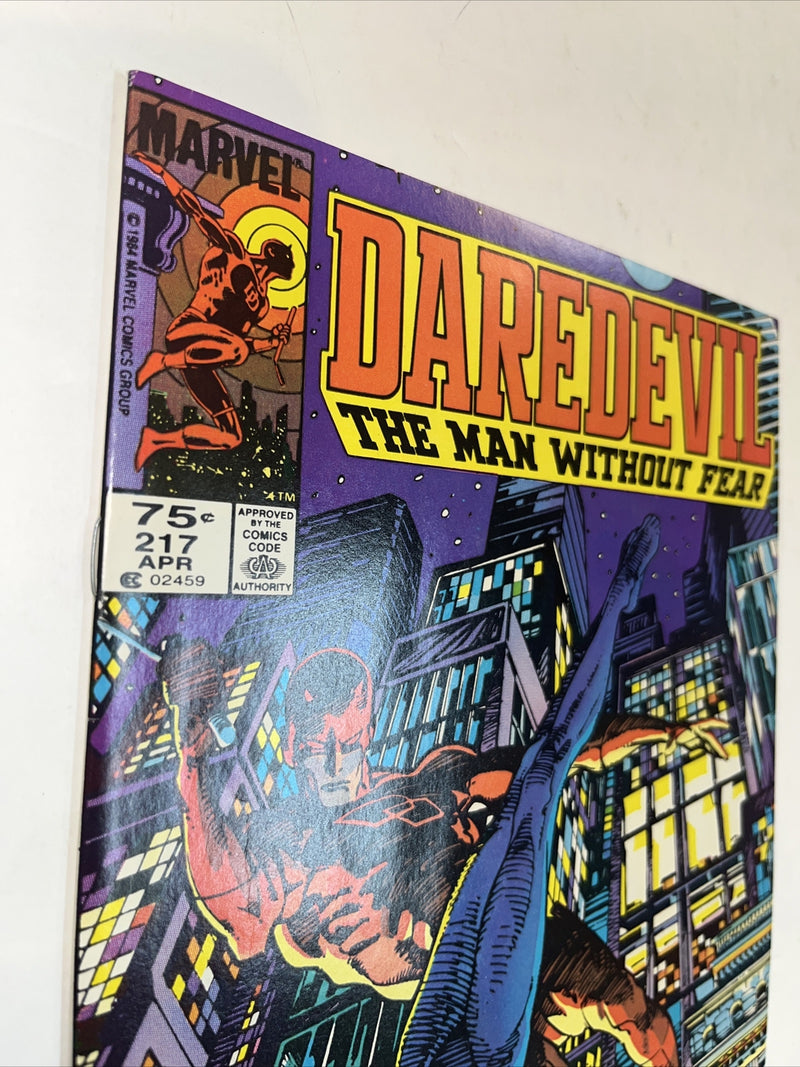 MARVEL®
© 1984 MARVEL COMICS GROUP
TM
DAREDEVIL
THE MAN WITHOUT FEAR
75¢
217
APR
CC 02459
APPROVED
BY THE
COMICS
CODE
CA
AUTHORITY